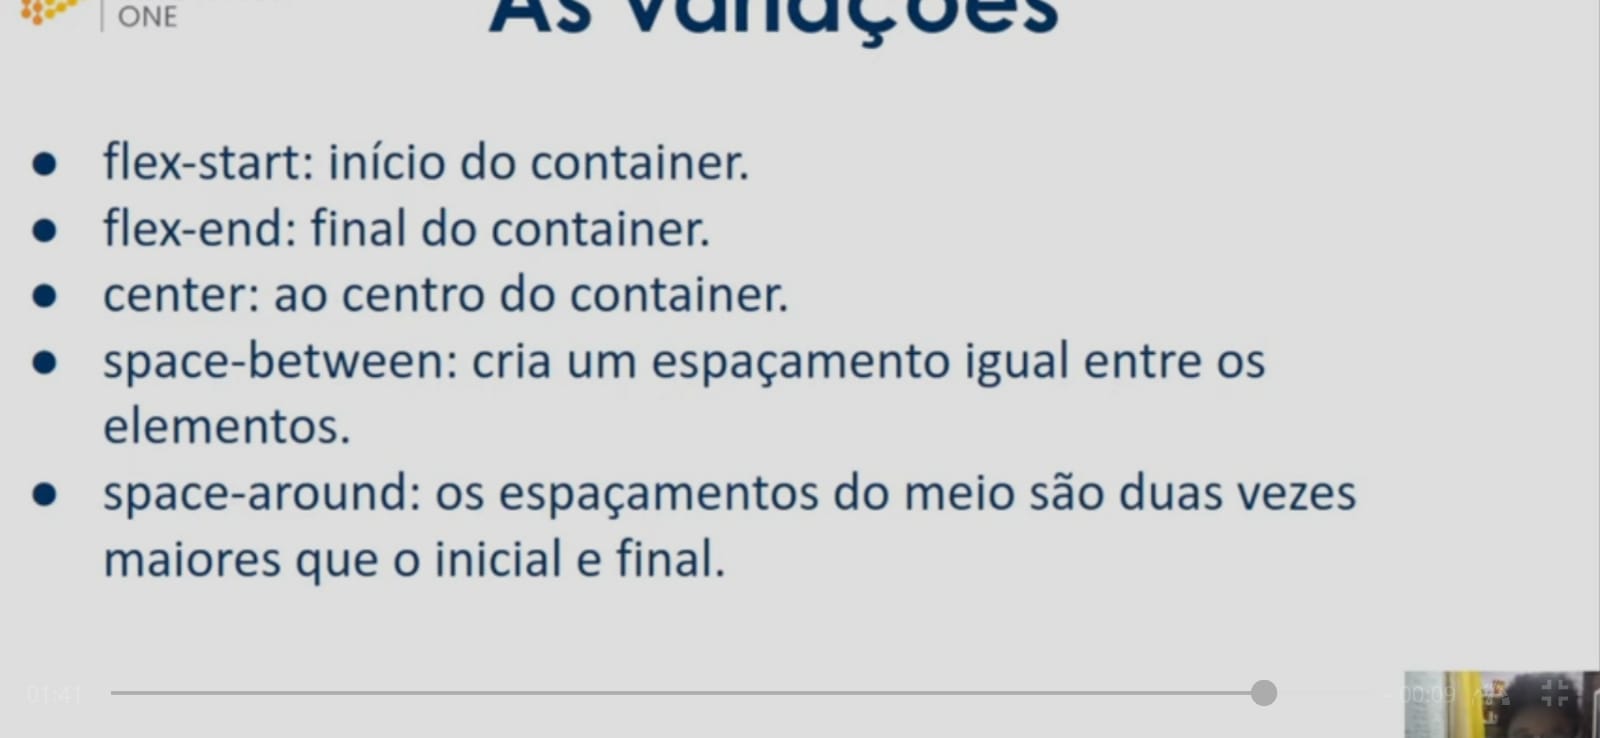 ONE
As variações
● flex-start: início do container.
● flex-end: final do container.
● center: ao centro do container.
● space-between: cria um espaçamento igual entre os
elementos.
● space-around: os espaçamentos do meio são duas vezes
maiores que o inicial e final.
01:41
- 00:09